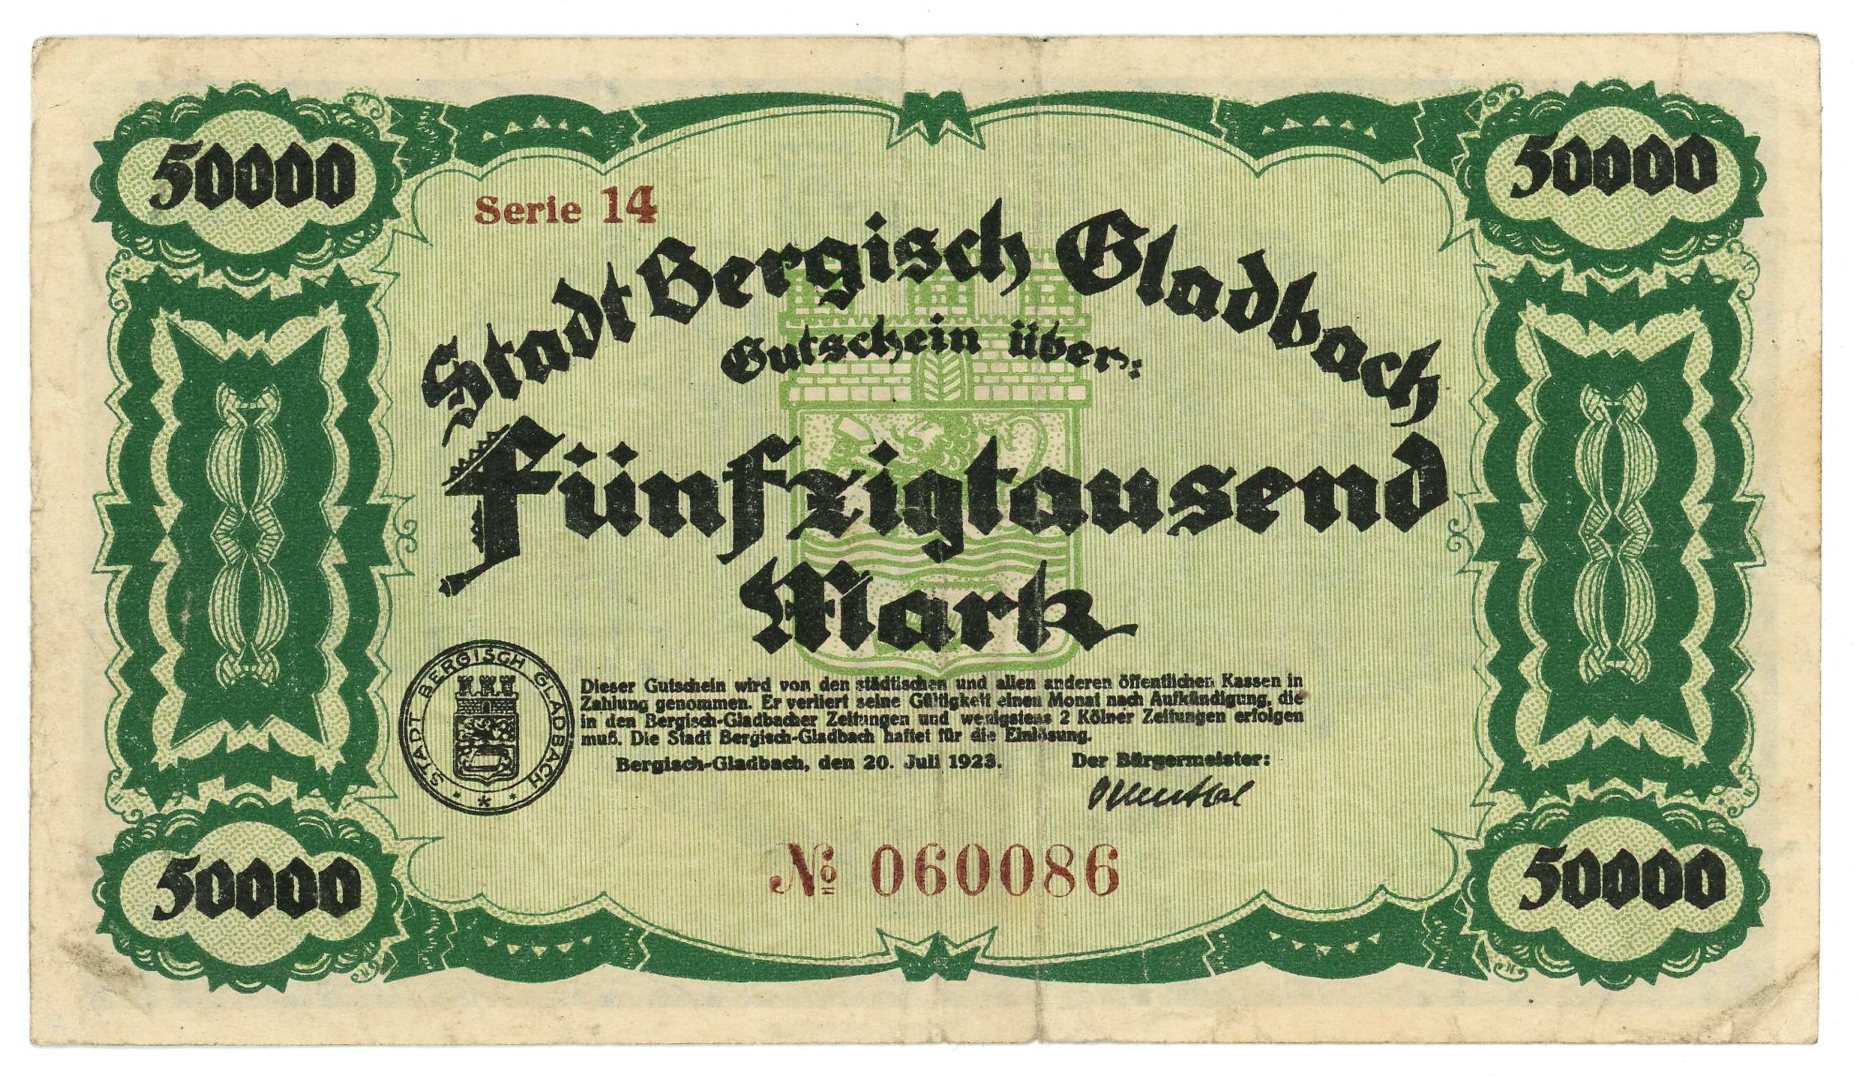 50000
50000
Serie 14
Stadt Bergisch Gladbach
Gutschein über:
Fünfzigtausend
Mark
STADT BERGISCH GLADBACH
Dieser Gutschein wird von den städtischen und allen anderen öffentlichen Kassen in
Zahlung genommen. Er verliert seine Gültigkeit einen Monat nach Aufkündigung, die
in den Bergisch-Gladbacher Zeitungen und wenigstens 2 Kölner Zeitungen erfolgen
muß. Die Stadt Bergisch-Gladbach haftet für die Einlösung.
Bergisch-Gladbach, den 20. Juli 1923. Der Bürgermeister:
№ 060086
50000
50000